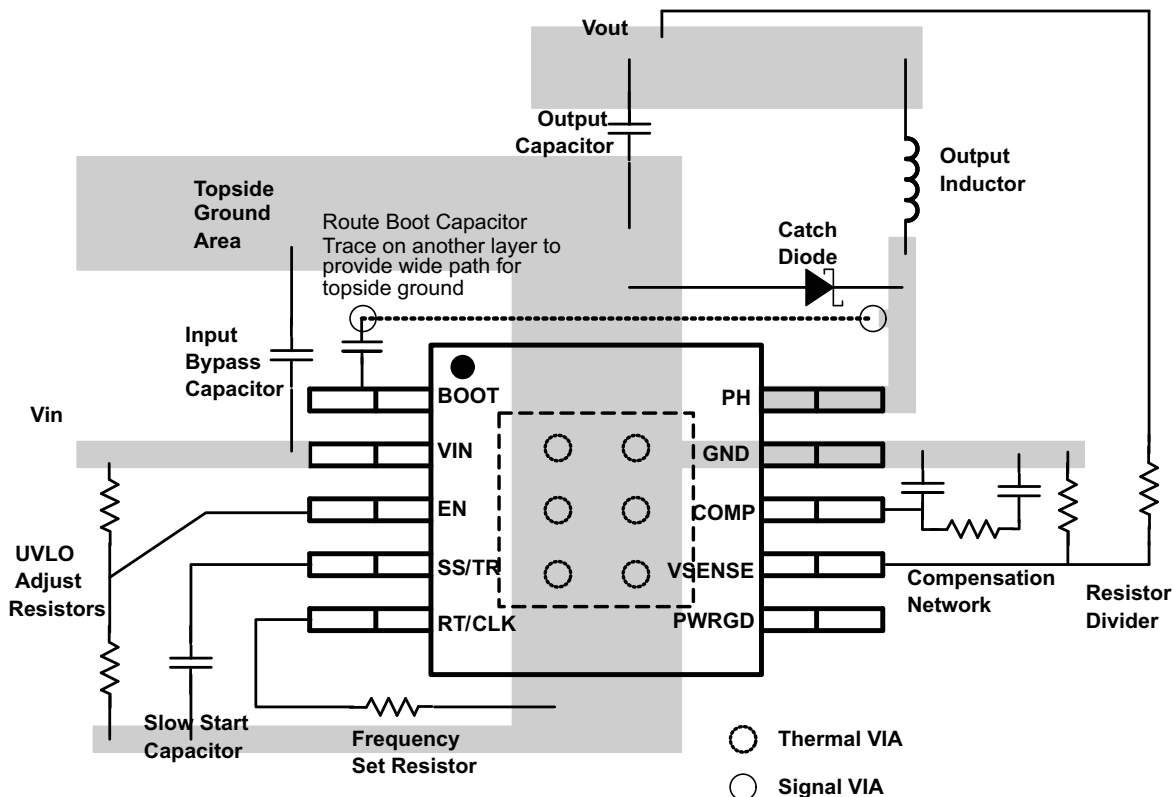 Vout
Output
Capacitor
Output
Inductor
Topside
Ground
Area
Route Boot Capacitor
Trace on another layer to
provide wide path for
topside ground
Catch
Diode
Input
Bypass
Capacitor
Vin
BOOT
VIN
EN
SS/TR
RT/CLK
PH
GND
COMP
VSENSE
PWRGD
UVLO
Adjust
Resistors
Compensation
Network
Resistor
Divider
Slow Start
Capacitor
Frequency
Set Resistor
Thermal VIA
Signal VIA